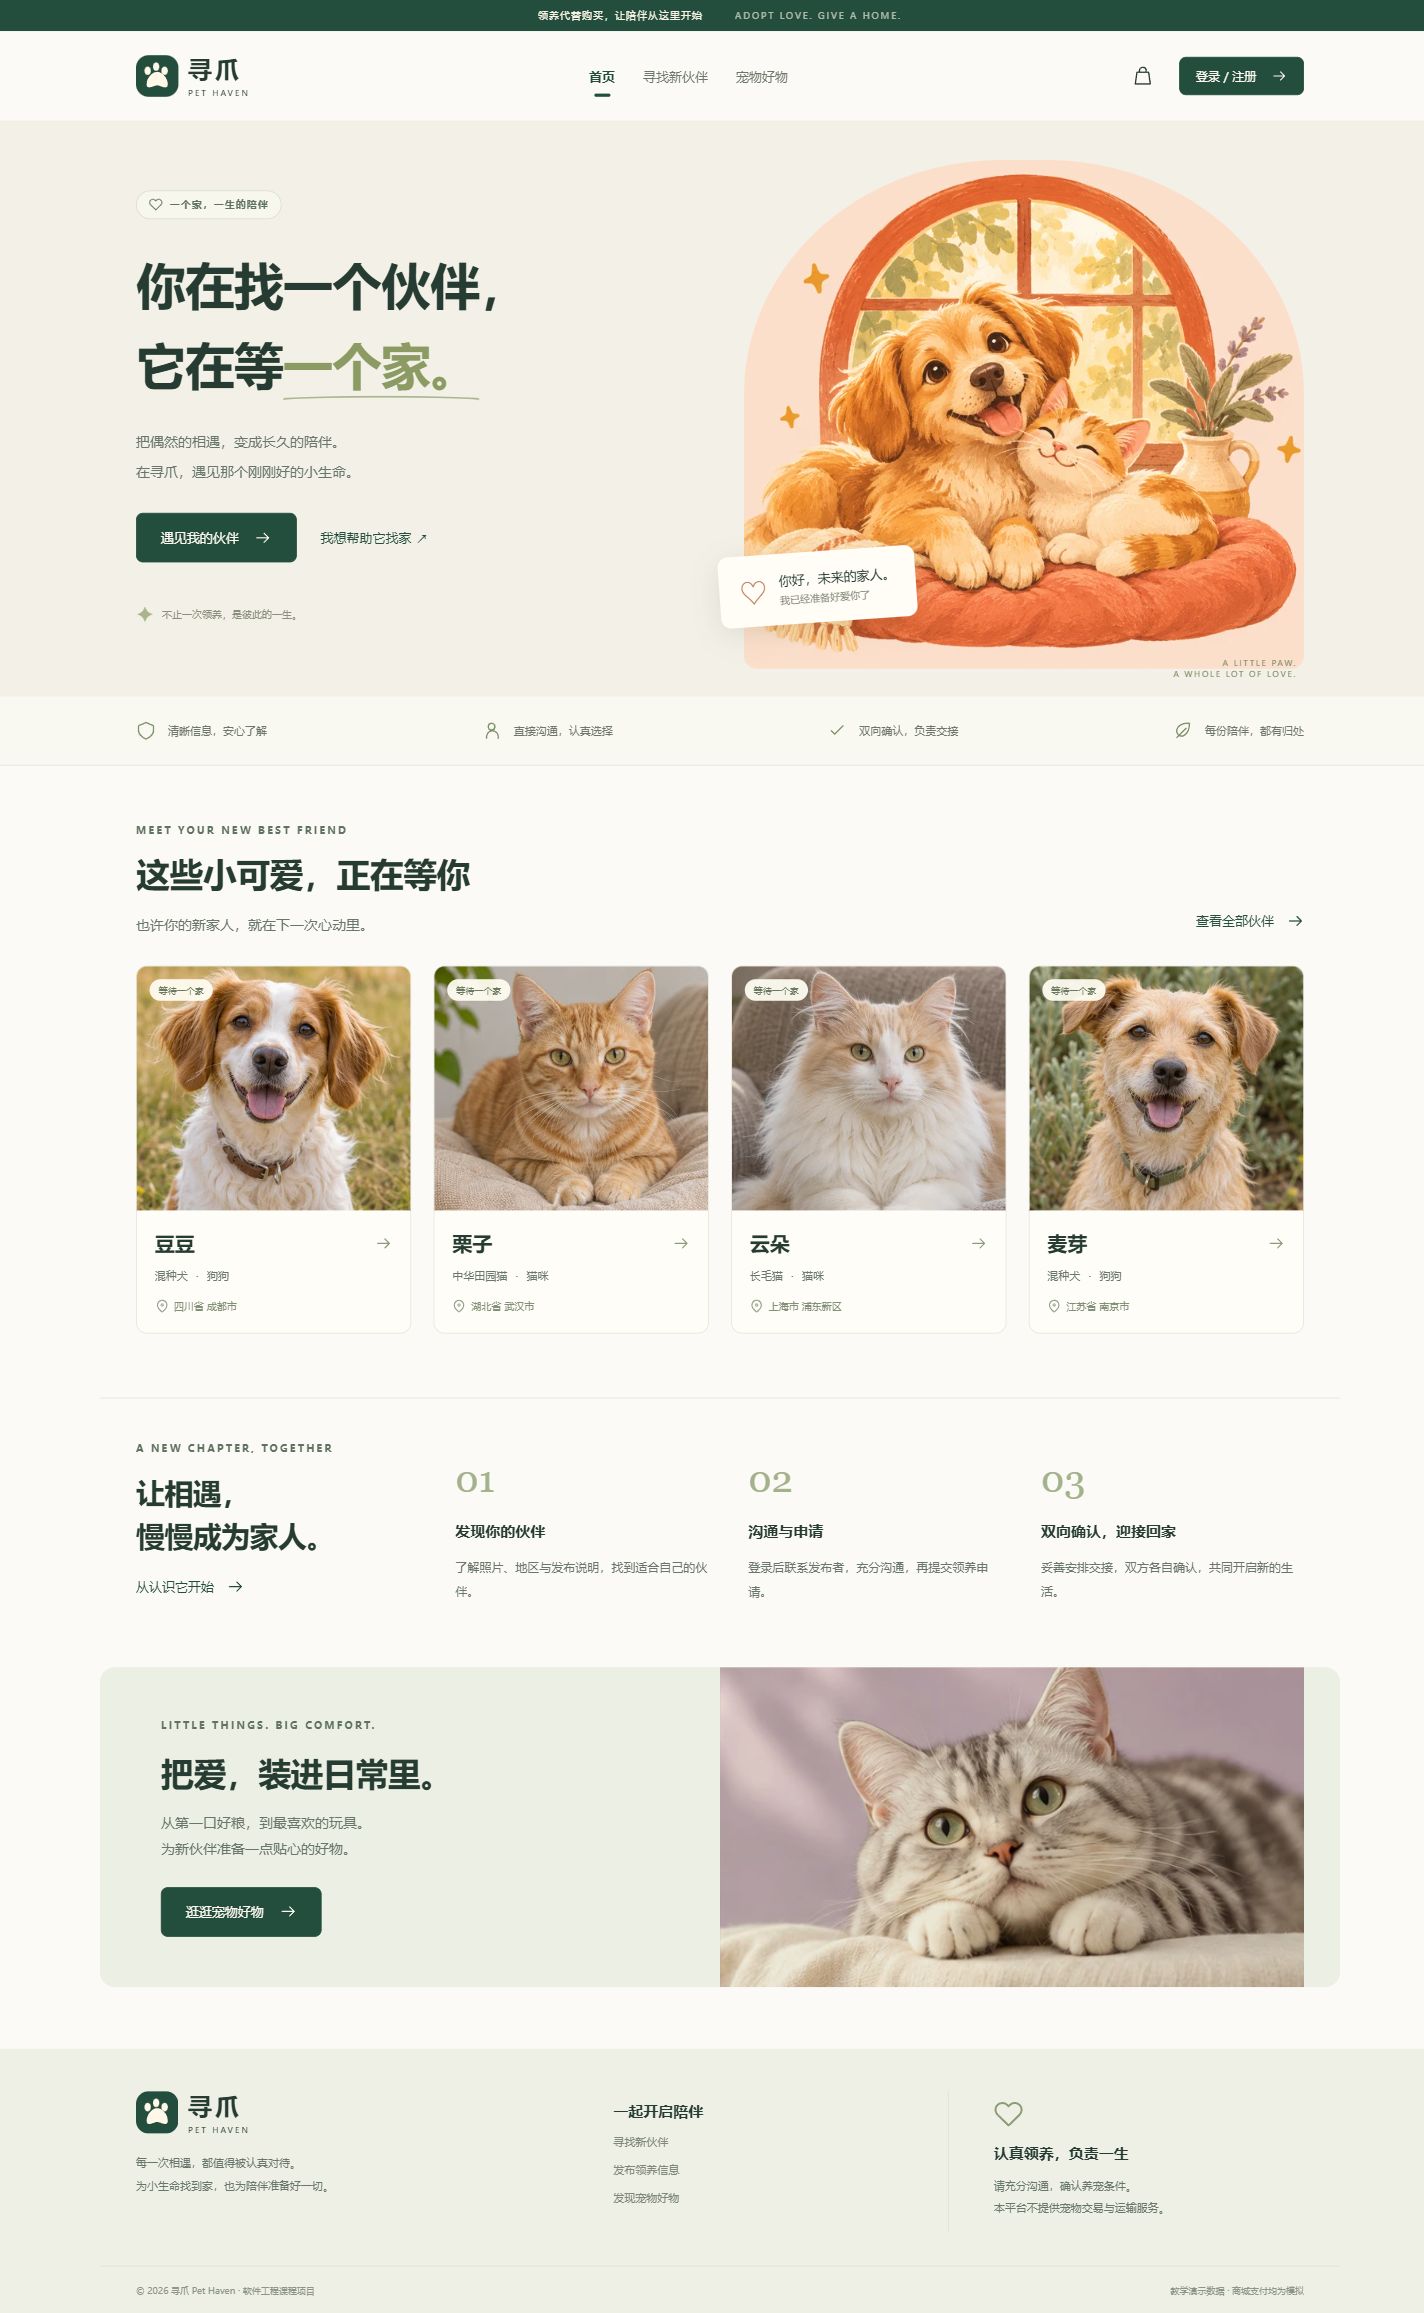 领养代替购买，让陪伴从这里开始 ADOPT LOVE. GIVE A HOME.
寻爪
PET HAVEN
首页 寻找新伙伴 宠物好物
登录 / 注册 →
一个家，一生的陪伴
你在找一个伙伴，
它在等一个家。
把偶然的相遇，变成长久的陪伴。
在寻爪，遇见那个刚刚好的小生命。
遇见我的伙伴 →
我想帮助它找家 ↗
不止一次领养，是彼此的一生。
你好，未来的家人。
我已经准备好爱你了
A LITTLE PAW.
A WHOLE LOT OF LOVE.
清晰信息，安心了解
直接沟通，认真选择
双向确认，负责交接
每份陪伴，都有归处
MEET YOUR NEW BEST FRIEND
这些小可爱，正在等你
也许你的新家人，就在下一次心动里。
查看全部伙伴 →
等待一个家
豆豆 →
混种犬 · 狗狗
四川省 成都市
等待一个家
栗子 →
中华田园猫 · 猫咪
湖北省 武汉市
等待一个家
云朵 →
长毛猫 · 猫咪
上海市 浦东新区
等待一个家
麦芽 →
混种犬 · 狗狗
江苏省 南京市
A NEW CHAPTER, TOGETHER
让相遇，
慢慢成为家人。
从认识它开始 →
01
发现你的伙伴
了解照片、地区与发布说明，找到适合自己的伙
伴。
02
沟通与申请
登录后联系发布者，充分沟通，再提交领养申
请。
03
双向确认，迎接回家
妥善安排交接，双方各自确认，共同开启新的生
活。
LITTLE THINGS. BIG COMFORT.
把爱，装进日常里。
从第一口好粮，到最喜欢的玩具。
为新伙伴准备一点贴心的好物。
逛逛宠物好物 →
寻爪
PET HAVEN
每一次相遇，都值得被认真对待。
为小生命找到家，也为陪伴准备好一切。
一起开启陪伴
寻找新伙伴
发布领养信息
发现宠物好物
认真领养，负责一生
请充分沟通，确认养宠条件。
本平台不提供宠物交易与运输服务。
© 2026 寻爪 Pet Haven · 软件工程课程项目
教学演示数据 · 商城支付均为模拟